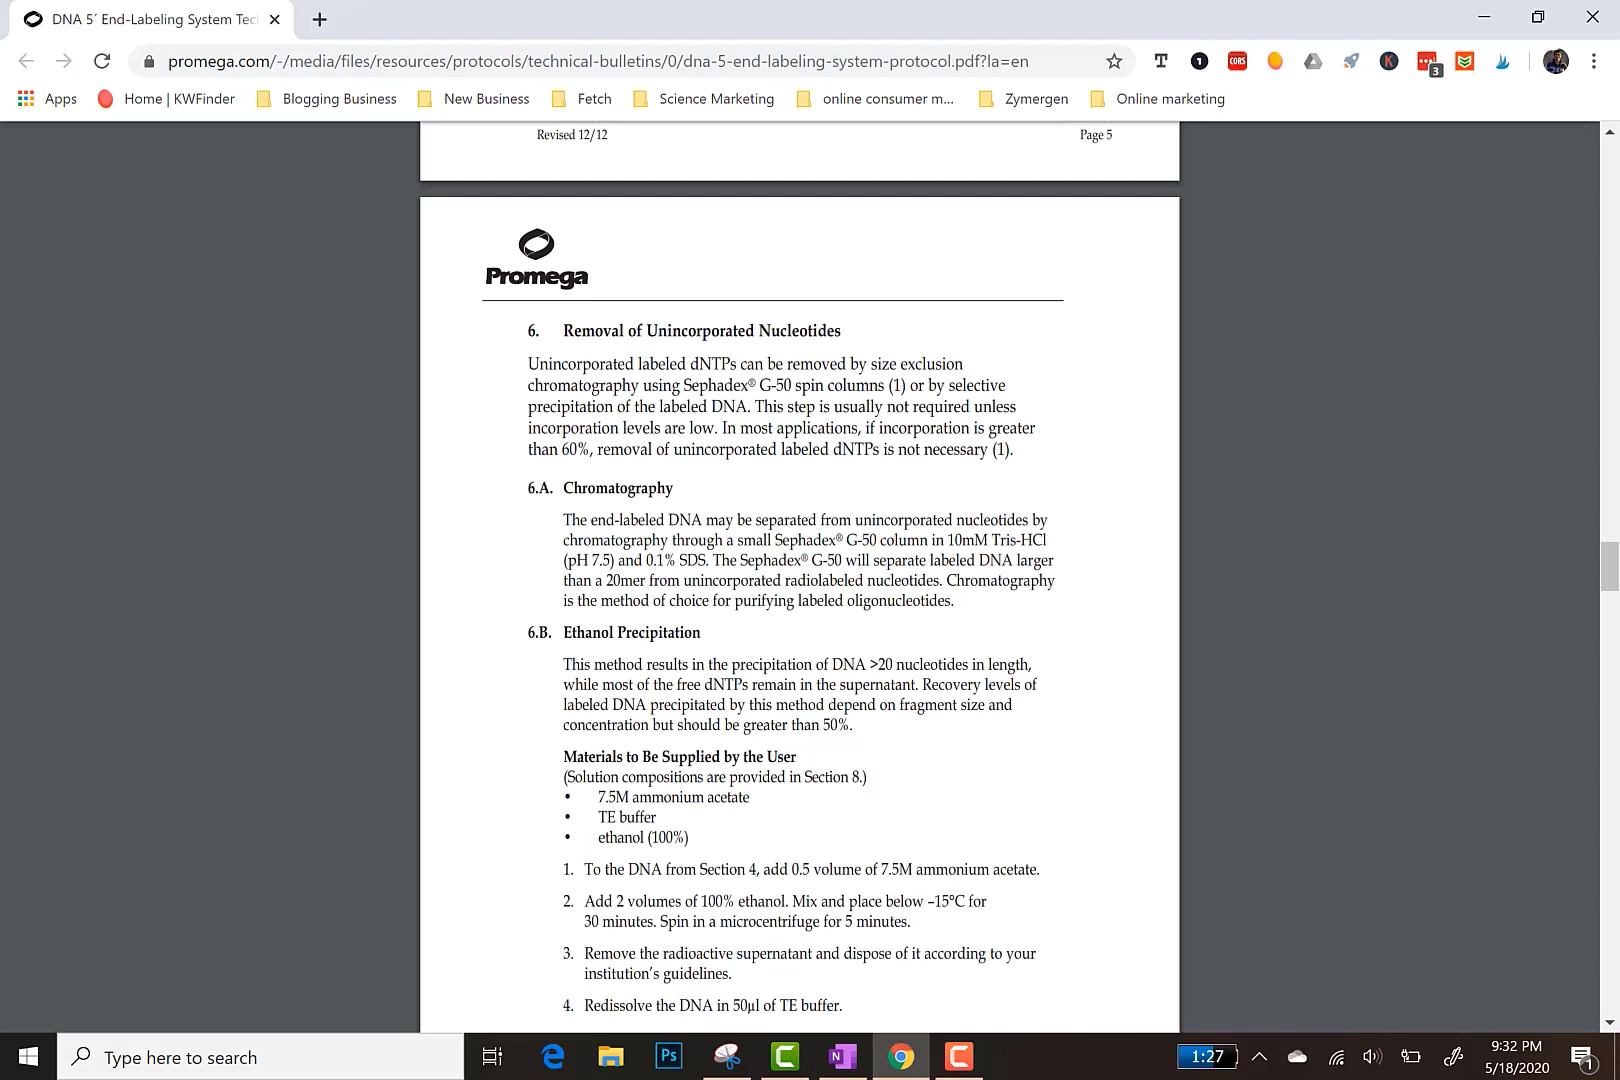 DNA 5´ End-Labeling System Tec
promega.com/-/media/files/resources/protocols/technical-bulletins/0/dna-5-end-labeling-system-protocol.pdf?la=en
T
1
CORS
K
3
Apps
Home | KWFinder
Blogging Business
New Business
Fetch
Science Marketing
online consumer m...
Zymergen
Online marketing
Revised 12/12
Page 5
Promega
6. Removal of Unincorporated Nucleotides
Unincorporated labeled dNTPs can be removed by size exclusion
chromatography using Sephadex® G-50 spin columns (1) or by selective
precipitation of the labeled DNA. This step is usually not required unless
incorporation levels are low. In most applications, if incorporation is greater
than 60%, removal of unincorporated labeled dNTPs is not necessary (1).
6.A. Chromatography
The end-labeled DNA may be separated from unincorporated nucleotides by
chromatography through a small Sephadex® G-50 column in 10mM Tris-HCl
(pH 7.5) and 0.1% SDS. The Sephadex® G-50 will separate labeled DNA larger
than a 20mer from unincorporated radiolabeled nucleotides. Chromatography
is the method of choice for purifying labeled oligonucleotides.
6.B. Ethanol Precipitation
This method results in the precipitation of DNA >20 nucleotides in length,
while most of the free dNTPs remain in the supernatant. Recovery levels of
labeled DNA precipitated by this method depend on fragment size and
concentration but should be greater than 50%.
Materials to Be Supplied by the User
(Solution compositions are provided in Section 8.)
• 7.5M ammonium acetate
• TE buffer
• ethanol (100%)
1. To the DNA from Section 4, add 0.5 volume of 7.5M ammonium acetate.
2. Add 2 volumes of 100% ethanol. Mix and place below –15°C for
30 minutes. Spin in a microcentrifuge for 5 minutes.
3. Remove the radioactive supernatant and dispose of it according to your
institution's guidelines.
4. Redissolve the DNA in 50µl of TE buffer.
Type here to search
Ps
N
1:27
9:32 PM
5/18/2020
1